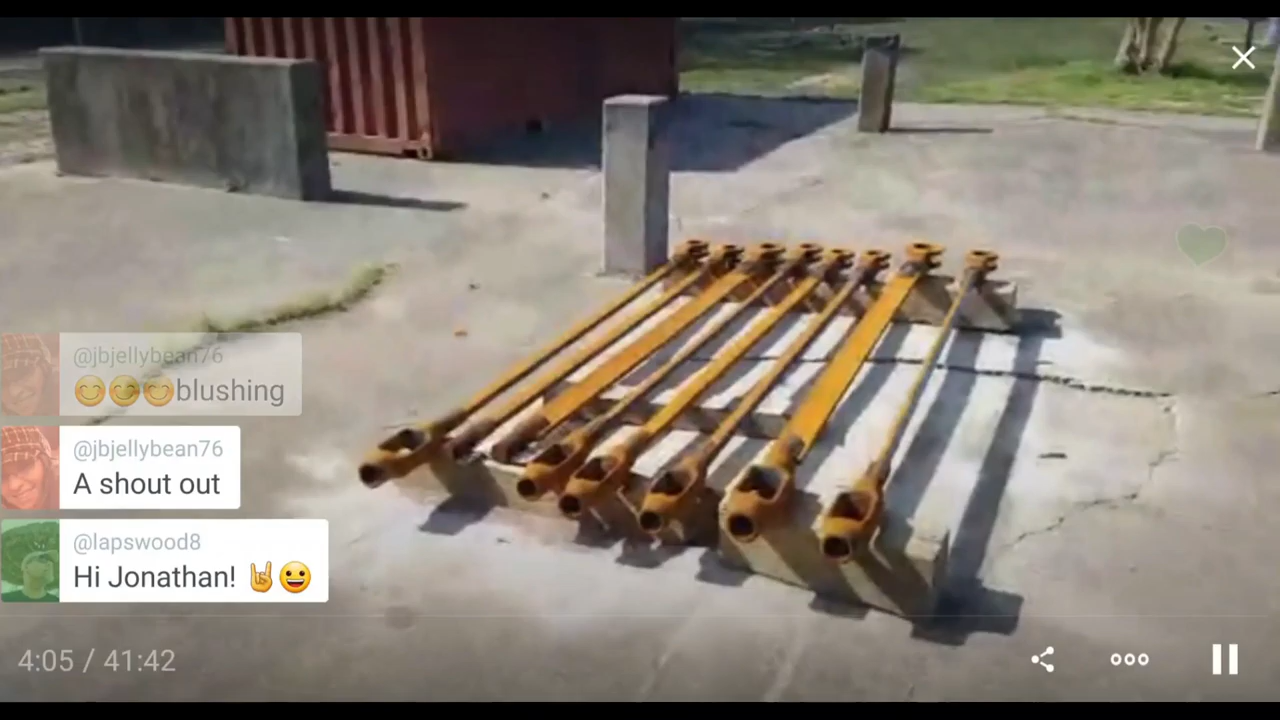 @jbjellybean76
😊😊😊blushing
@jbjellybean76
A shout out
@lapswood8
Hi Jonathan! 🤘😀
4:05 / 41:42